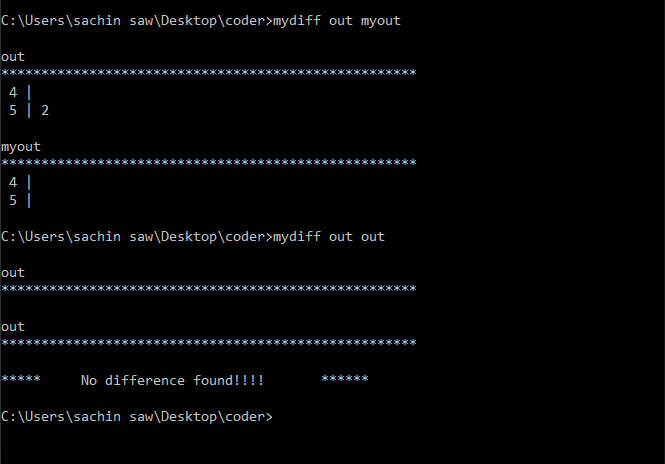 C:\Users\sachin saw\Desktop\coder>mydiff out myout
out
****************************************************
4 |
5 | 2
myout
****************************************************
4 |
5 |
C:\Users\sachin saw\Desktop\coder>mydiff out out
out
****************************************************
out
****************************************************
***** No difference found!!!! ******
C:\Users\sachin saw\Desktop\coder>